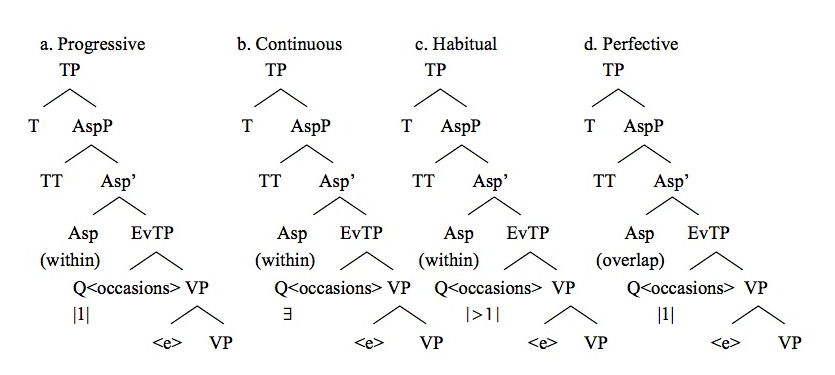 a. Progressive b. Continuous c. Habitual d. Perfective
TP TP TP TP
T AspP T AspP T AspP T AspP
TT Asp’ TT Asp’ TT Asp’ TT Asp’
Asp EvTP Asp EvTP Asp EvTP Asp EvTP
(within) (within) (within) (overlap)
Q<occasions> VP Q<occasions> VP Q<occasions> VP Q<occasions> VP
|1| ∃ |>1| |1|
<e> VP <e> VP <e> VP <e> VP